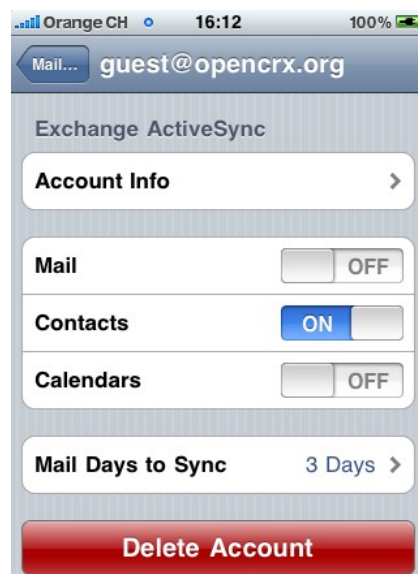 Orange CH 16:12 100%
Mail... guest@opencrx.org
Exchange ActiveSync
Account Info
Mail OFF
Contacts ON
Calendars OFF
Mail Days to Sync 3 Days
Delete Account